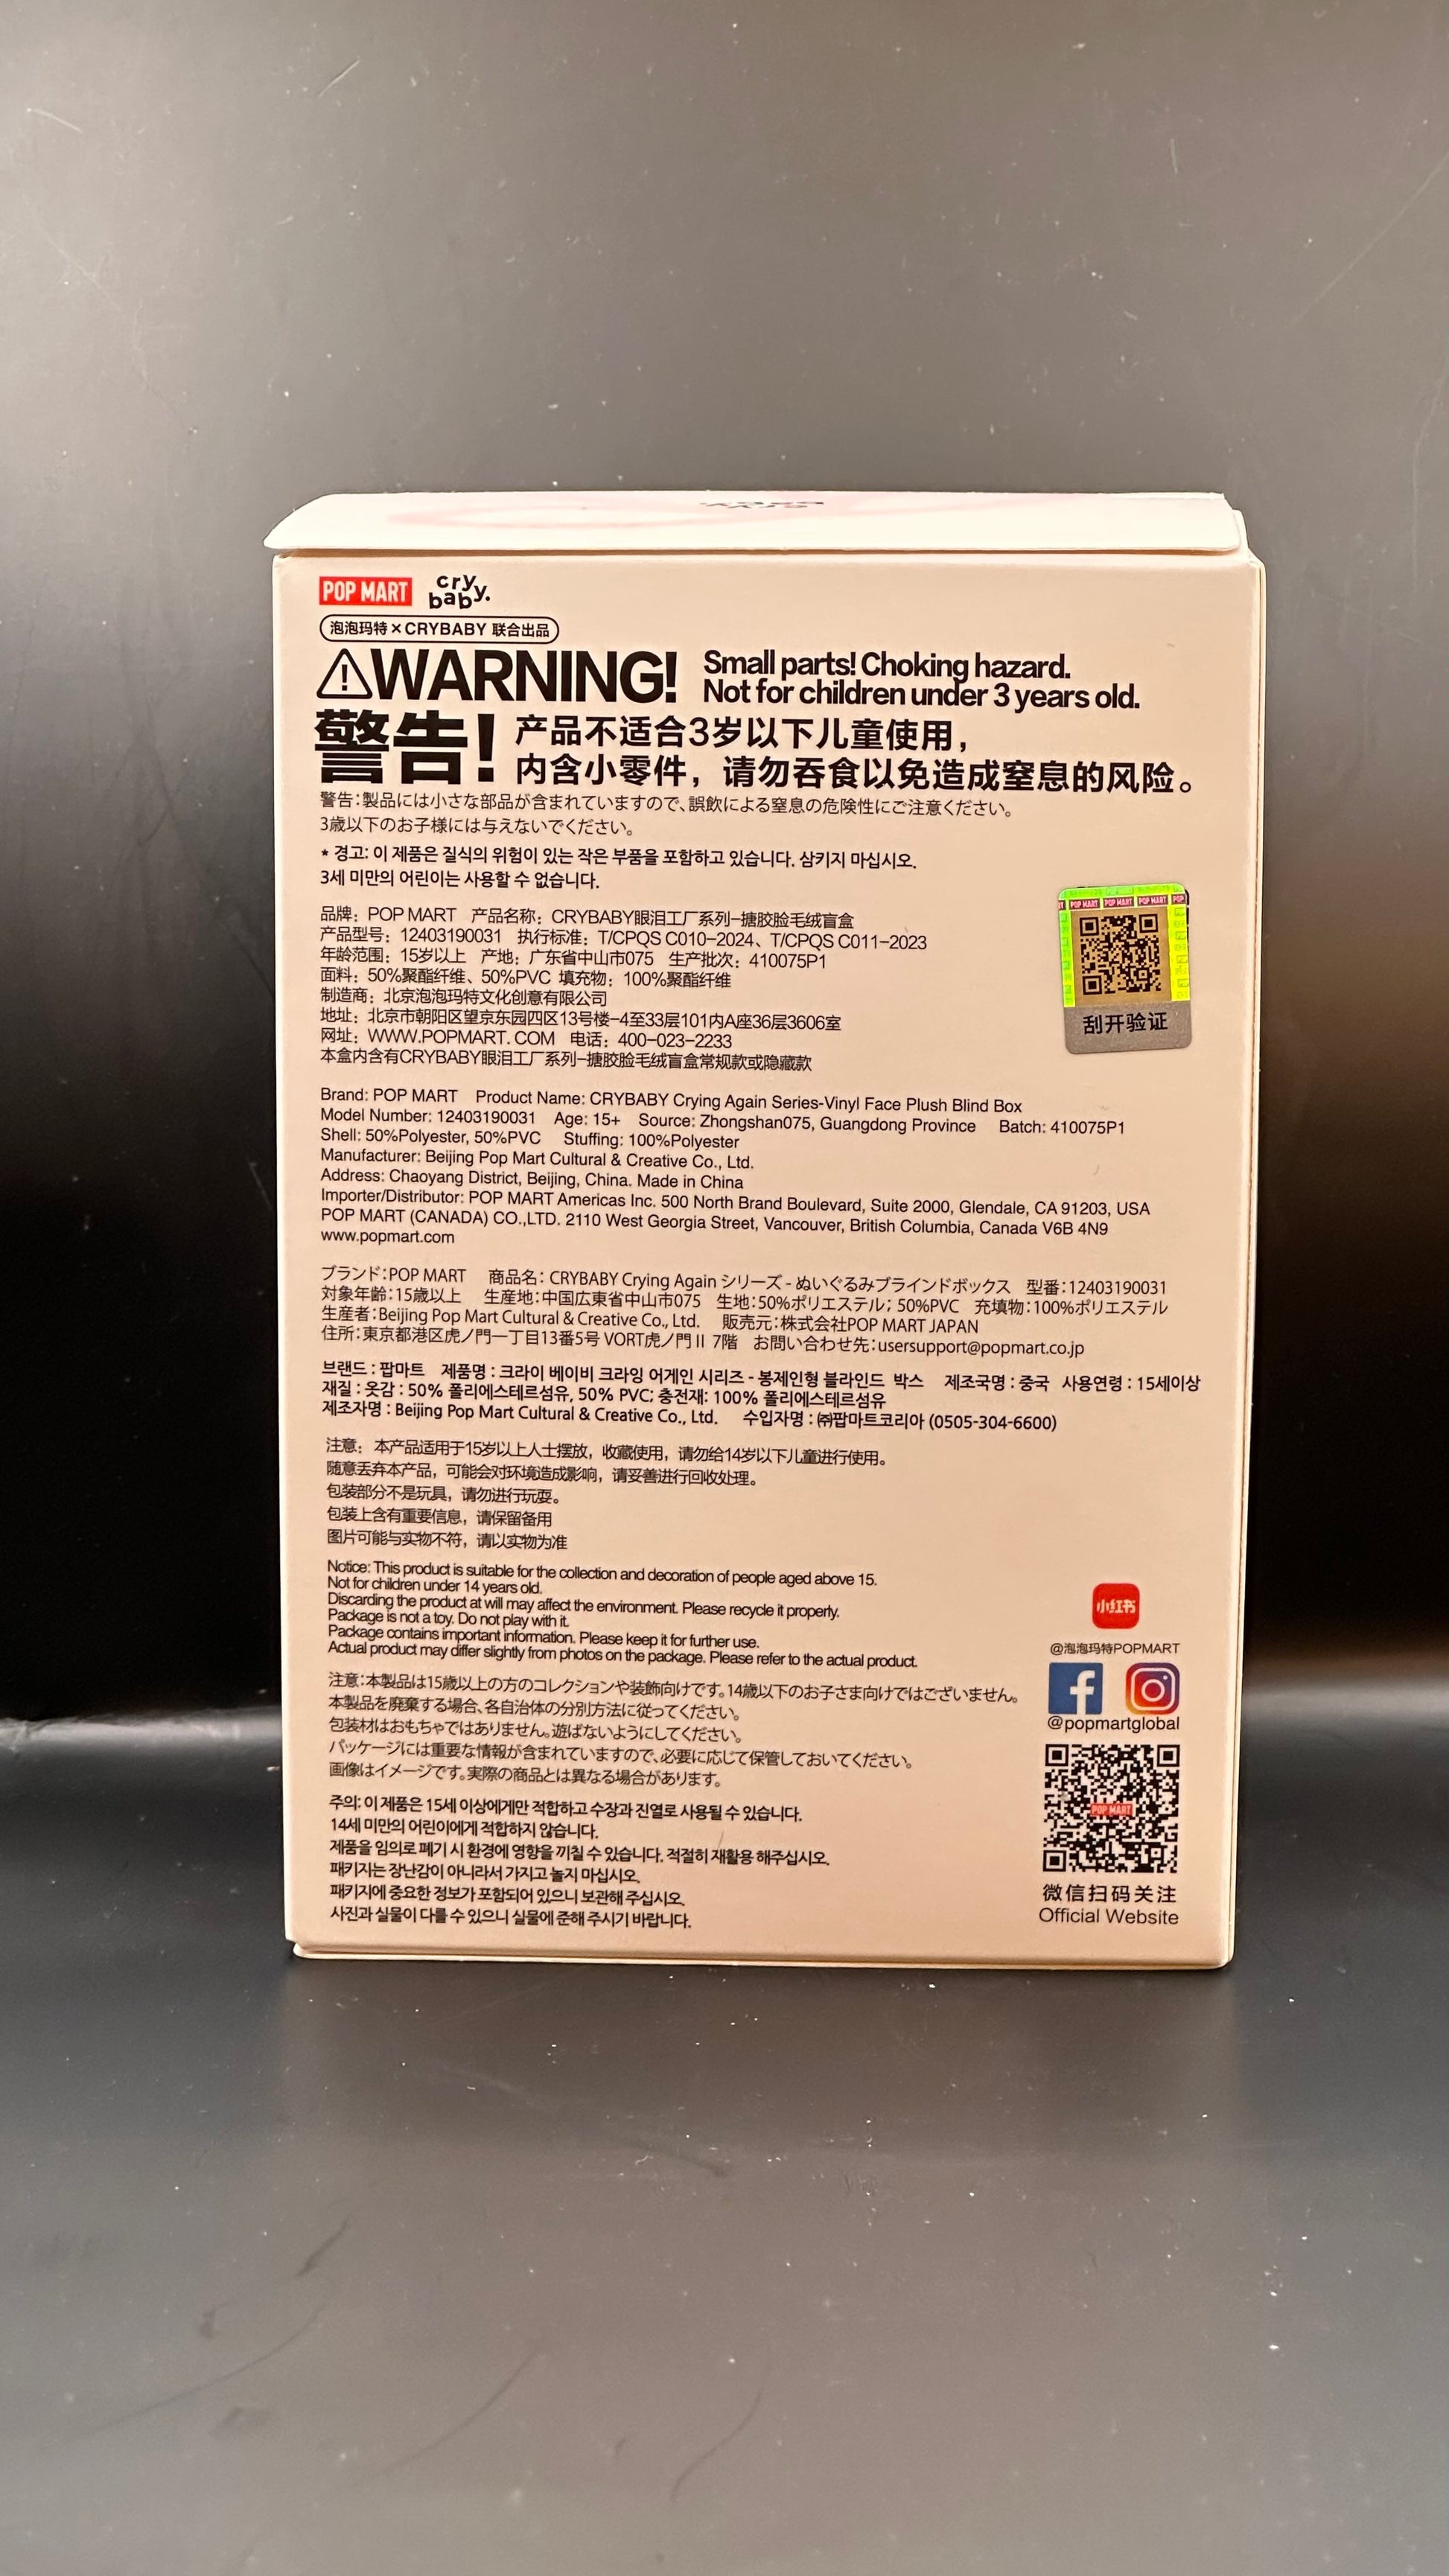 POP MART cry baby.
泡泡玛特×CRYBABY 联合出品
WARNING! Small parts! Choking hazard.
Not for children under 3 years old.
警告! 产品不适合3岁以下儿童使用，
内含小零件，请勿吞食以免造成窒息的风险。
警告:製品には小さな部品が含まれていますので、誤飲による窒息の危険性にご注意ください。
3歳以下のお子様には与えないでください。
* 경고: 이 제품은 질식의 위험이 있는 작은 부품을 포함하고 있습니다. 삼키지 마십시오.
3세 미만의 어린이는 사용할 수 없습니다.
品牌：POP MART 产品名称：CRYBABY眼泪工厂系列-搪胶脸毛绒盲盒
产品型号：12403190031 执行标准：T/CPQS C010-2024、T/CPQS C011-2023
年龄范围：15岁以上 产地：广东省中山市075 生产批次：410075P1
面料：50%聚酯纤维、50%PVC 填充物：100%聚酯纤维
制造商：北京泡泡玛特文化创意有限公司
地址：北京市朝阳区望京东园四区13号楼-4至33层101内A座36层3606室
网址：WWW.POPMART. COM 电话：400-023-2233
本盒内含有CRYBABY眼泪工厂系列-搪胶脸毛绒盲盒常规款或隐藏款
POP MART POP MART POP MART POP
刮开验证
Brand: POP MART Product Name: CRYBABY Crying Again Series-Vinyl Face Plush Blind Box
Model Number: 12403190031 Age: 15+ Source: Zhongshan075, Guangdong Province Batch: 410075P1
Shell: 50%Polyester, 50%PVC Stuffing: 100%Polyester
Manufacturer: Beijing Pop Mart Cultural & Creative Co., Ltd.
Address: Chaoyang District, Beijing, China. Made in China
Importer/Distributor: POP MART Americas Inc. 500 North Brand Boulevard, Suite 2000, Glendale, CA 91203, USA
POP MART (CANADA) CO.,LTD. 2110 West Georgia Street, Vancouver, British Columbia, Canada V6B 4N9
www.popmart.com
ブランド:POP MART 商品名：CRYBABY Crying Again シリーズ - ぬいぐるみブラインドボックス 型番:12403190031
対象年齢:15歳以上 生産地:中国広東省中山市075 生地:50%ポリエステル; 50%PVC 充填物:100%ポリエステル
生産者:Beijing Pop Mart Cultural & Creative Co., Ltd. 販売元:株式会社POP MART JAPAN
住所:東京都港区虎ノ門一丁目13番5号 VORT虎ノ門Ⅱ 7階 お問い合わせ先:usersupport@popmart.co.jp
브랜드 : 팝마트 제품명 : 크라이 베이비 크라잉 어게인 시리즈 - 봉제인형 블라인드 박스 제조국명 : 중국 사용연령 : 15세이상
재질 : 옷감 : 50% 폴리에스테르섬유, 50% PVC; 충전재: 100% 폴리에스테르섬유
제조자명 : Beijing Pop Mart Cultural & Creative Co., Ltd. 수입자명 : ㈜팝마트코리아 (0505-304-6600)
注意：本产品适用于15岁以上人士摆放，收藏使用，请勿给14岁以下儿童进行使用。
随意丢弃本产品，可能会对环境造成影响，请妥善进行回收处理。
包装部分不是玩具，请勿进行玩耍。
包装上含有重要信息，请保留备用
图片可能与实物不符，请以实物为准
Notice: This product is suitable for the collection and decoration of people aged above 15.
Not for children under 14 years old.
Discarding the product at will may affect the environment. Please recycle it properly.
Package is not a toy. Do not play with it.
Package contains important information. Please keep it for further use.
Actual product may differ slightly from photos on the package. Please refer to the actual product.
注意:本製品は15歳以上の方のコレクションや装飾向けです。14歳以下のお子さま向けではございません。
本製品を廃棄する場合、各自治体の分別方法に従ってください。
包装材はおもちゃではありません。遊ばないようにしてください。
パッケージには重要な情報が含まれていますので、必要に応じて保管しておいてください。
画像はイメージです。実際の商品とは異なる場合があります。
주의: 이 제품은 15세 이상에게만 적합하고 수장과 진열로 사용될 수 있습니다.
14세 미만의 어린이에게 적합하지 않습니다.
제품을 임의로 폐기 시 환경에 영향을 끼칠 수 있습니다. 적절히 재활용 해주십시오.
패키지는 장난감이 아니라서 가지고 놀지 마십시오.
패키지에 중요한 정보가 포함되어 있으니 보관해 주십시오.
사진과 실물이 다를 수 있으니 실물에 준해 주시기 바랍니다.
小红书
@泡泡玛特POPMART
@popmartglobal
POP MART
微信扫码关注
Official Website